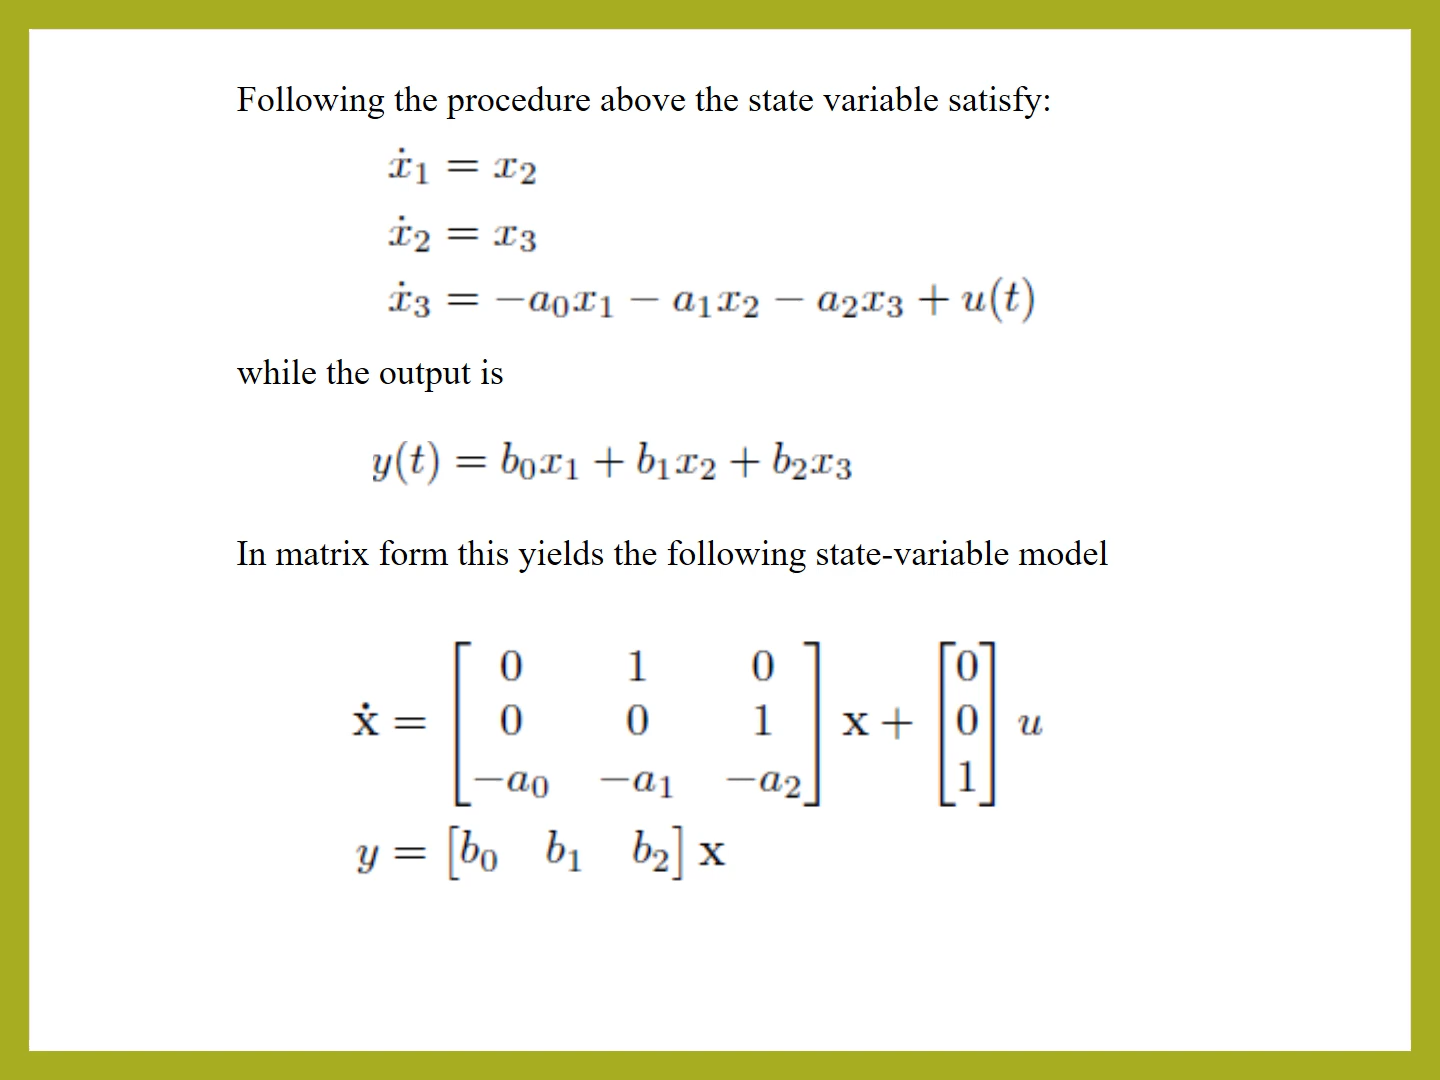 Following the procedure above the state variable satisfy:
ẋ₁ = x₂
ẋ₂ = x₃
ẋ₃ = −a₀x₁ − a₁x₂ − a₂x₃ + u(t)
while the output is
y(t) = b₀x₁ + b₁x₂ + b₂x₃
In matrix form this yields the following state-variable model
ẋ = [0 1 0; 0 0 1; −a₀ −a₁ −a₂] x + [0; 0; 1] u
y = [b₀ b₁ b₂] x